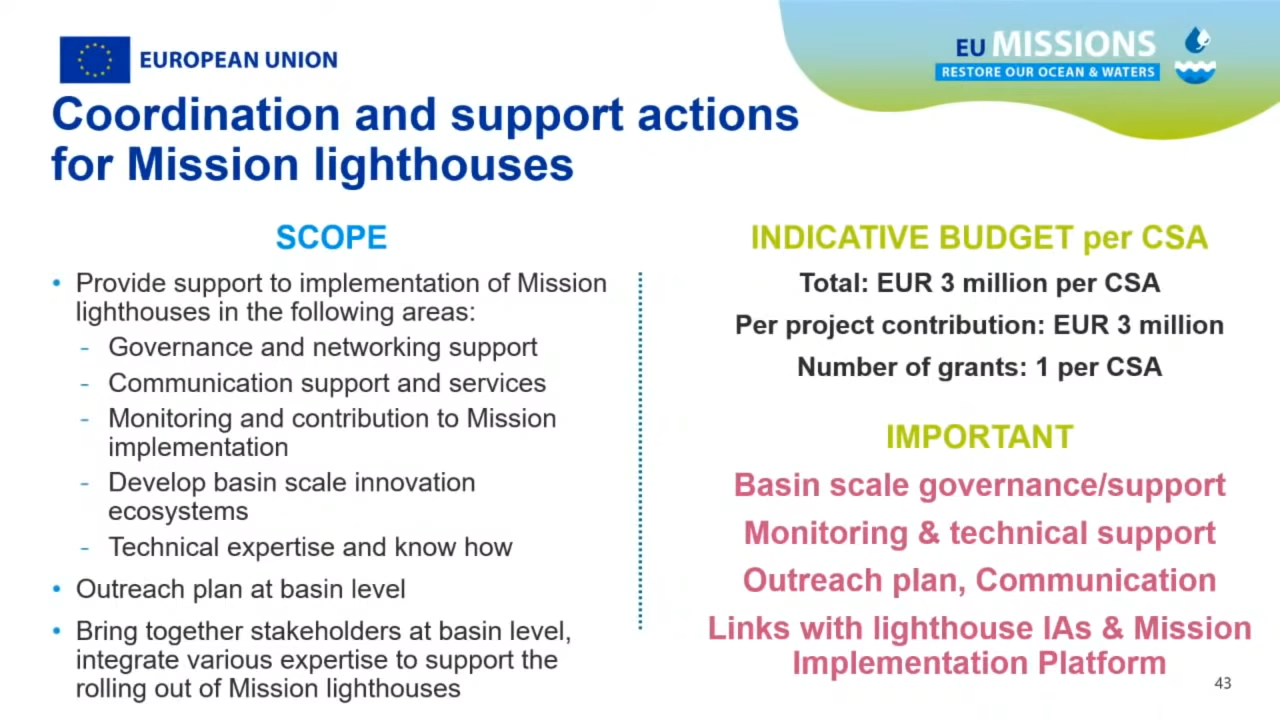 EUROPEAN UNION
EU MISSIONS
RESTORE OUR OCEAN & WATERS
Coordination and support actions
for Mission lighthouses
SCOPE
• Provide support to implementation of Mission
lighthouses in the following areas:
- Governance and networking support
- Communication support and services
- Monitoring and contribution to Mission
implementation
- Develop basin scale innovation
ecosystems
- Technical expertise and know how
• Outreach plan at basin level
• Bring together stakeholders at basin level,
integrate various expertise to support the
rolling out of Mission lighthouses
INDICATIVE BUDGET per CSA
Total: EUR 3 million per CSA
Per project contribution: EUR 3 million
Number of grants: 1 per CSA
IMPORTANT
Basin scale governance/support
Monitoring & technical support
Outreach plan, Communication
Links with lighthouse IAs & Mission
Implementation Platform
43